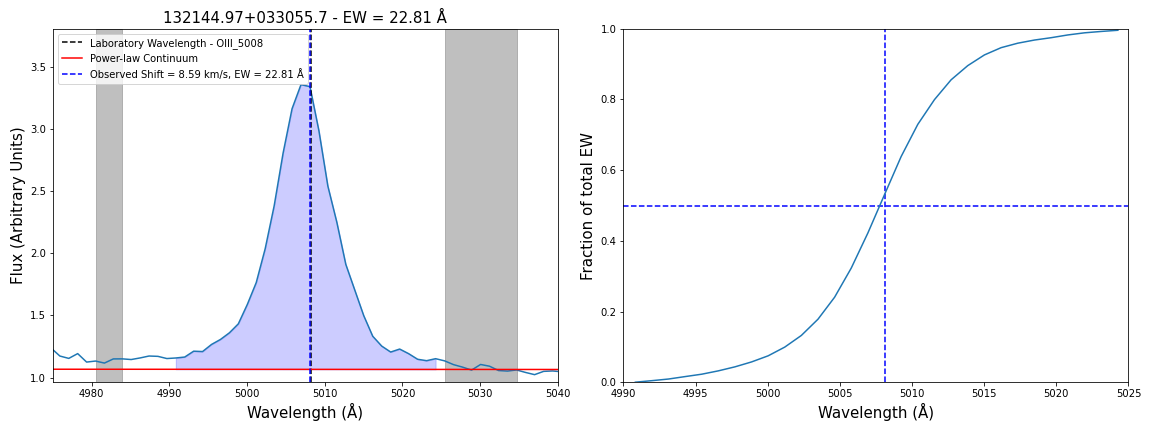 132144.97+033055.7 - EW = 22.81 Å
Laboratory Wavelength - OIII_5008
Power-law Continuum
Observed Shift = 8.59 km/s, EW = 22.81 Å
Flux (Arbitrary Units)
3.5
3.0
2.5
2.0
1.5
1.0
4980 4990 5000 5010 5020 5030 5040
Wavelength (Å)
Fraction of total EW
1.0
0.8
0.6
0.4
0.2
0.0
4990 4995 5000 5005 5010 5015 5020 5025
Wavelength (Å)